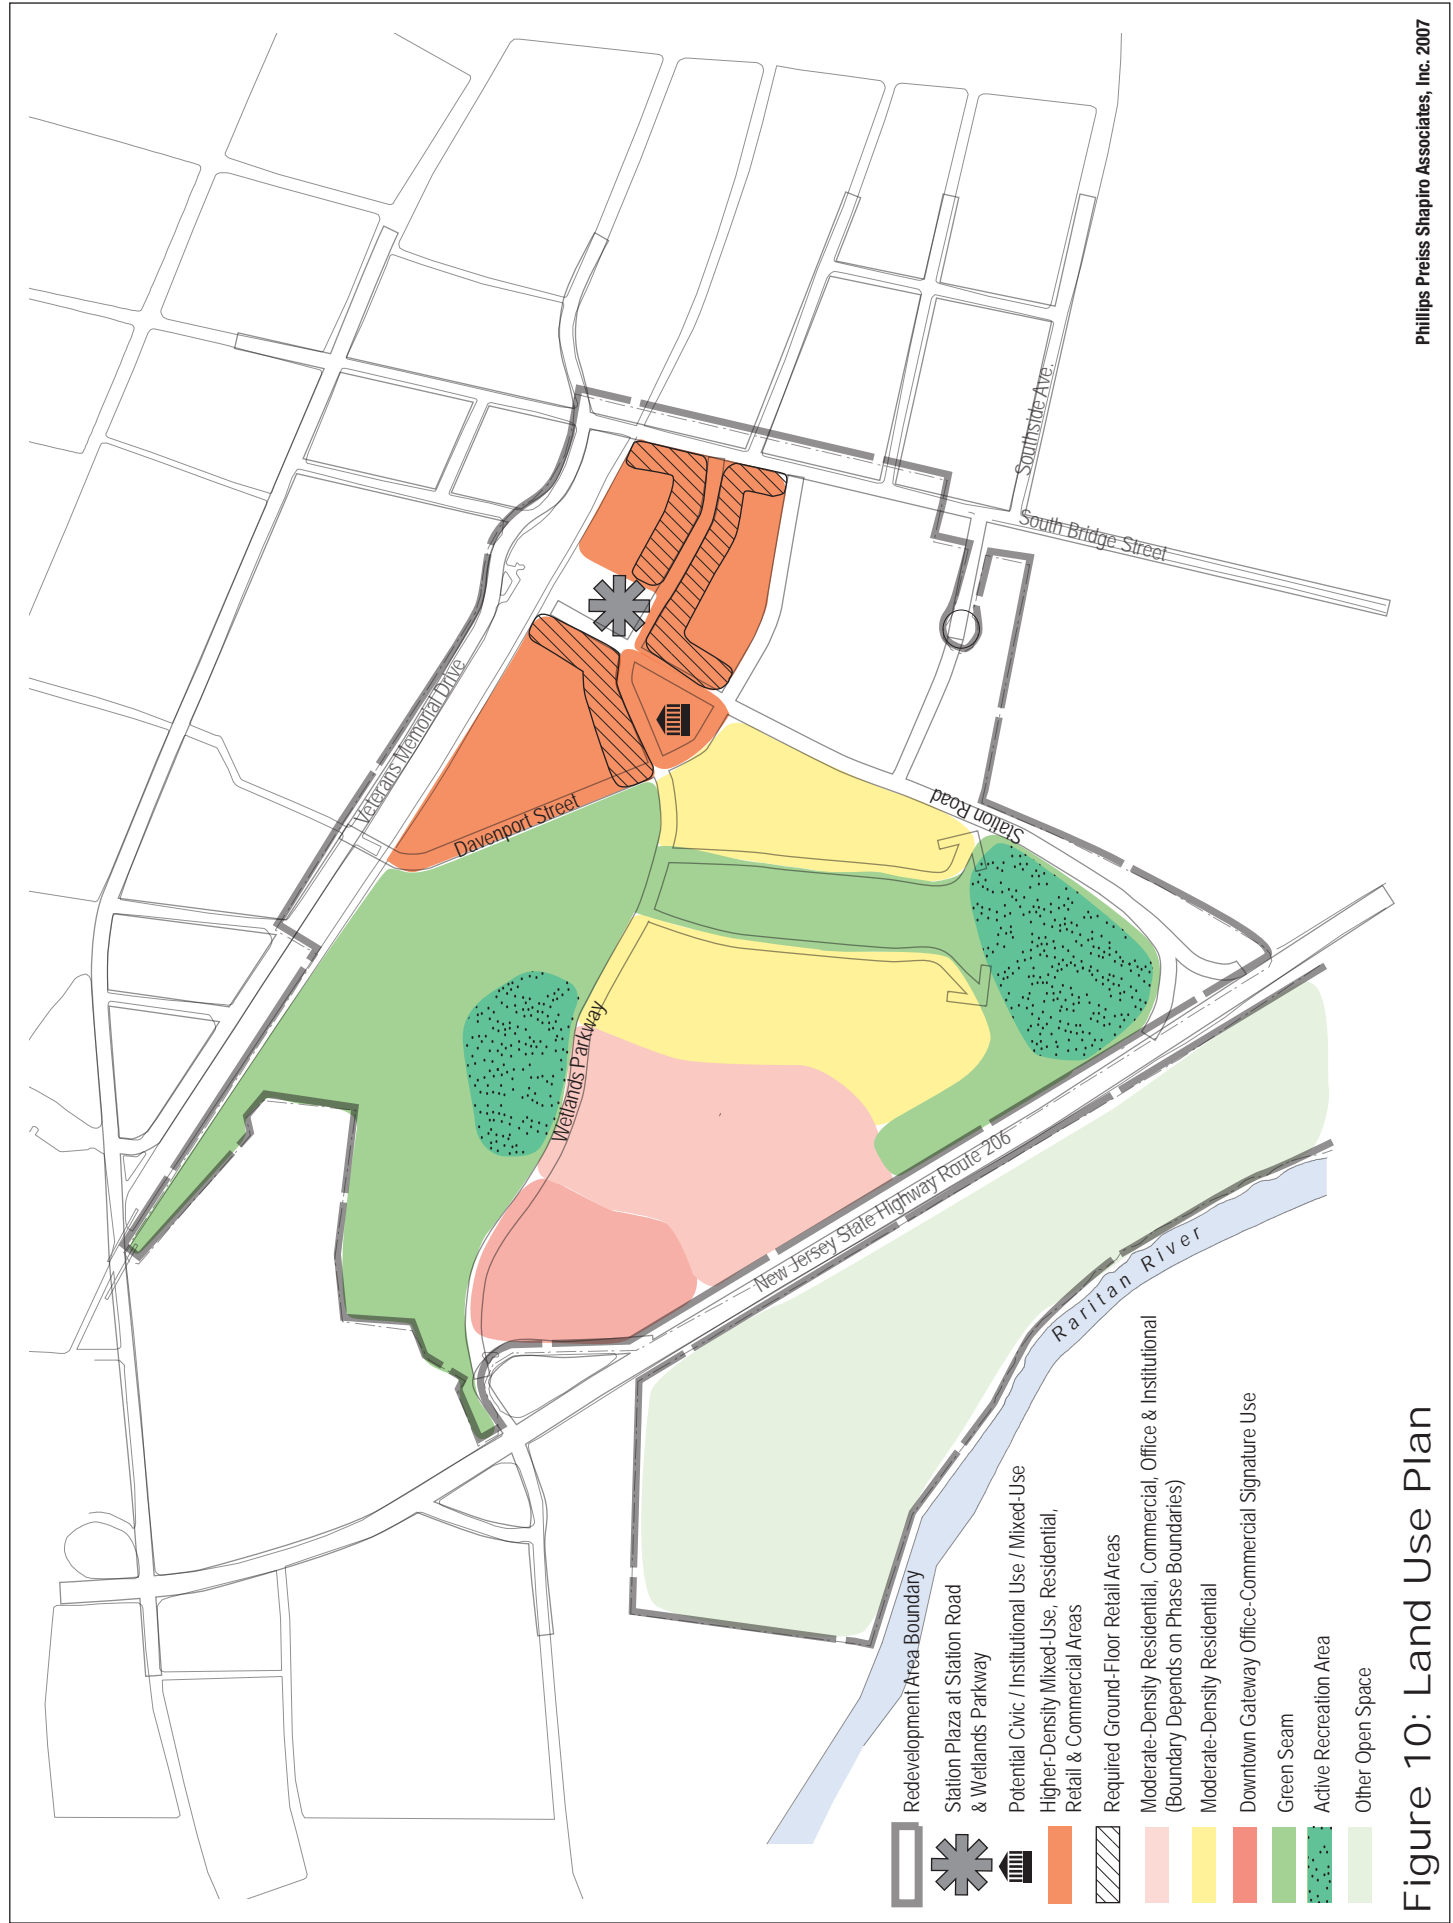 Phillips Preiss Shapiro Associates, Inc. 2007
Veterans Memorial Drive
Davenport Street
Southside Ave.
South Bridge Street
Station Road
Wetlands Parkway
New Jersey State Highway Route 206
Raritan River
Redevelopment Area Boundary
Station Plaza at Station Road
& Wetlands Parkway
Potential Civic / Institutional Use / Mixed-Use
Higher-Density Mixed-Use, Residential,
Retail & Commercial Areas
Required Ground-Floor Retail Areas
Moderate-Density Residential, Commercial, Office & Institutional
(Boundary Depends on Phase Boundaries)
Moderate-Density Residential
Downtown Gateway Office-Commercial Signature Use
Green Seam
Active Recreation Area
Other Open Space
Figure 10: Land Use Plan